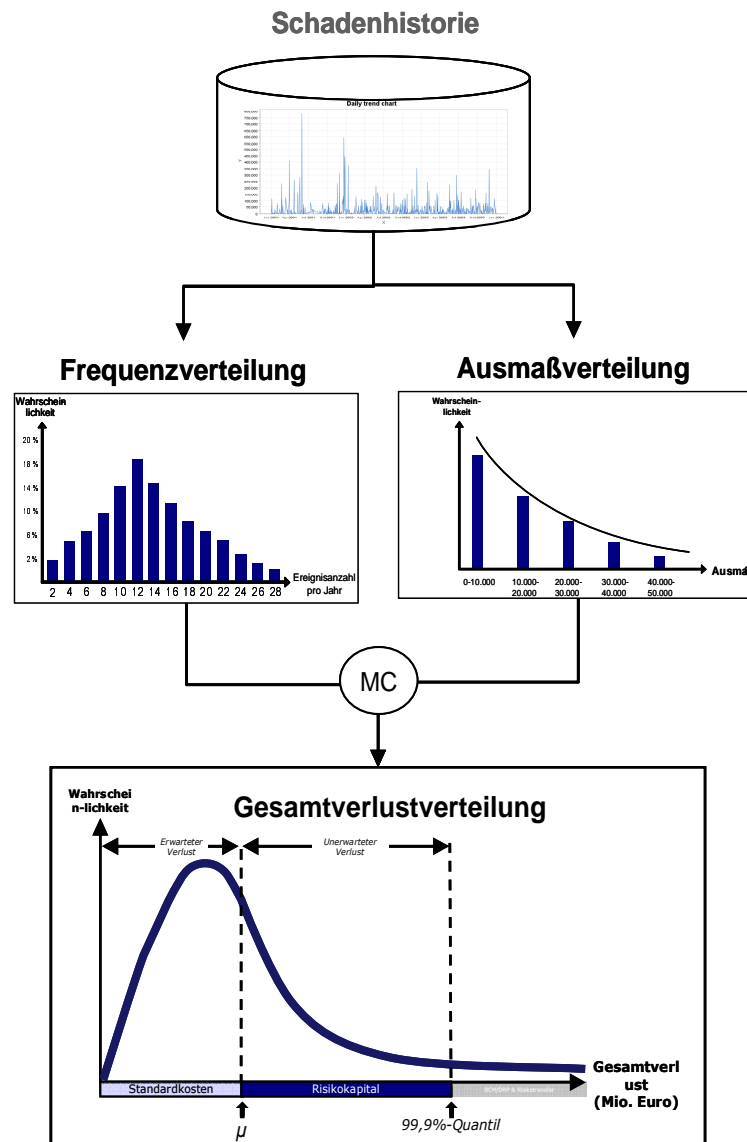 Schadenhistorie
Daily trend chart
Frequenzverteilung
Wahrschein
lichkeit
20 %
18 %
14 %
10 %
6 %
2 %
2 4 6 8 10 12 14 16 18 20 22 24 26 28
Ereignisanzahl
pro Jahr
Ausmaßverteilung
Wahrschein-
lichkeit
0-10.000
10.000-
20.000
20.000-
30.000
30.000-
40.000
40.000-
50.000
Ausmaß
MC
Gesamtverlustverteilung
Wahrschei
n-lichkeit
Erwarteter
Verlust
Unerwarteter
Verlust
Standardkosten
Risikokapital
Gesamtverl
ust
(Mio. Euro)
µ
99,9%-Quantil